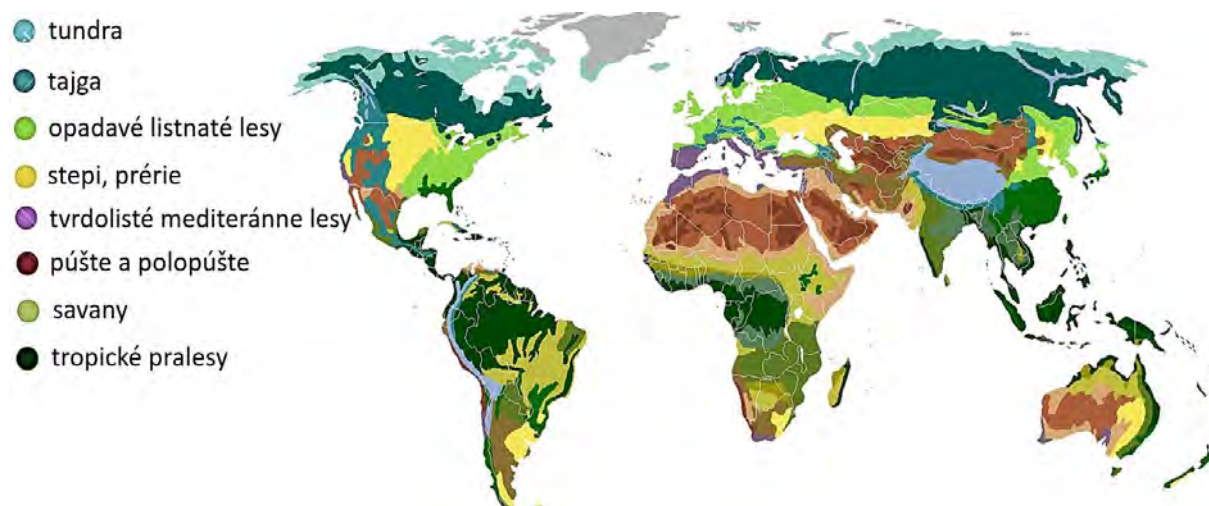 tundra
tajga
opadavé listnaté lesy
stepi, prérie
tvrdolisté mediteránne lesy
púšte a polopúšte
savany
tropické pralesy